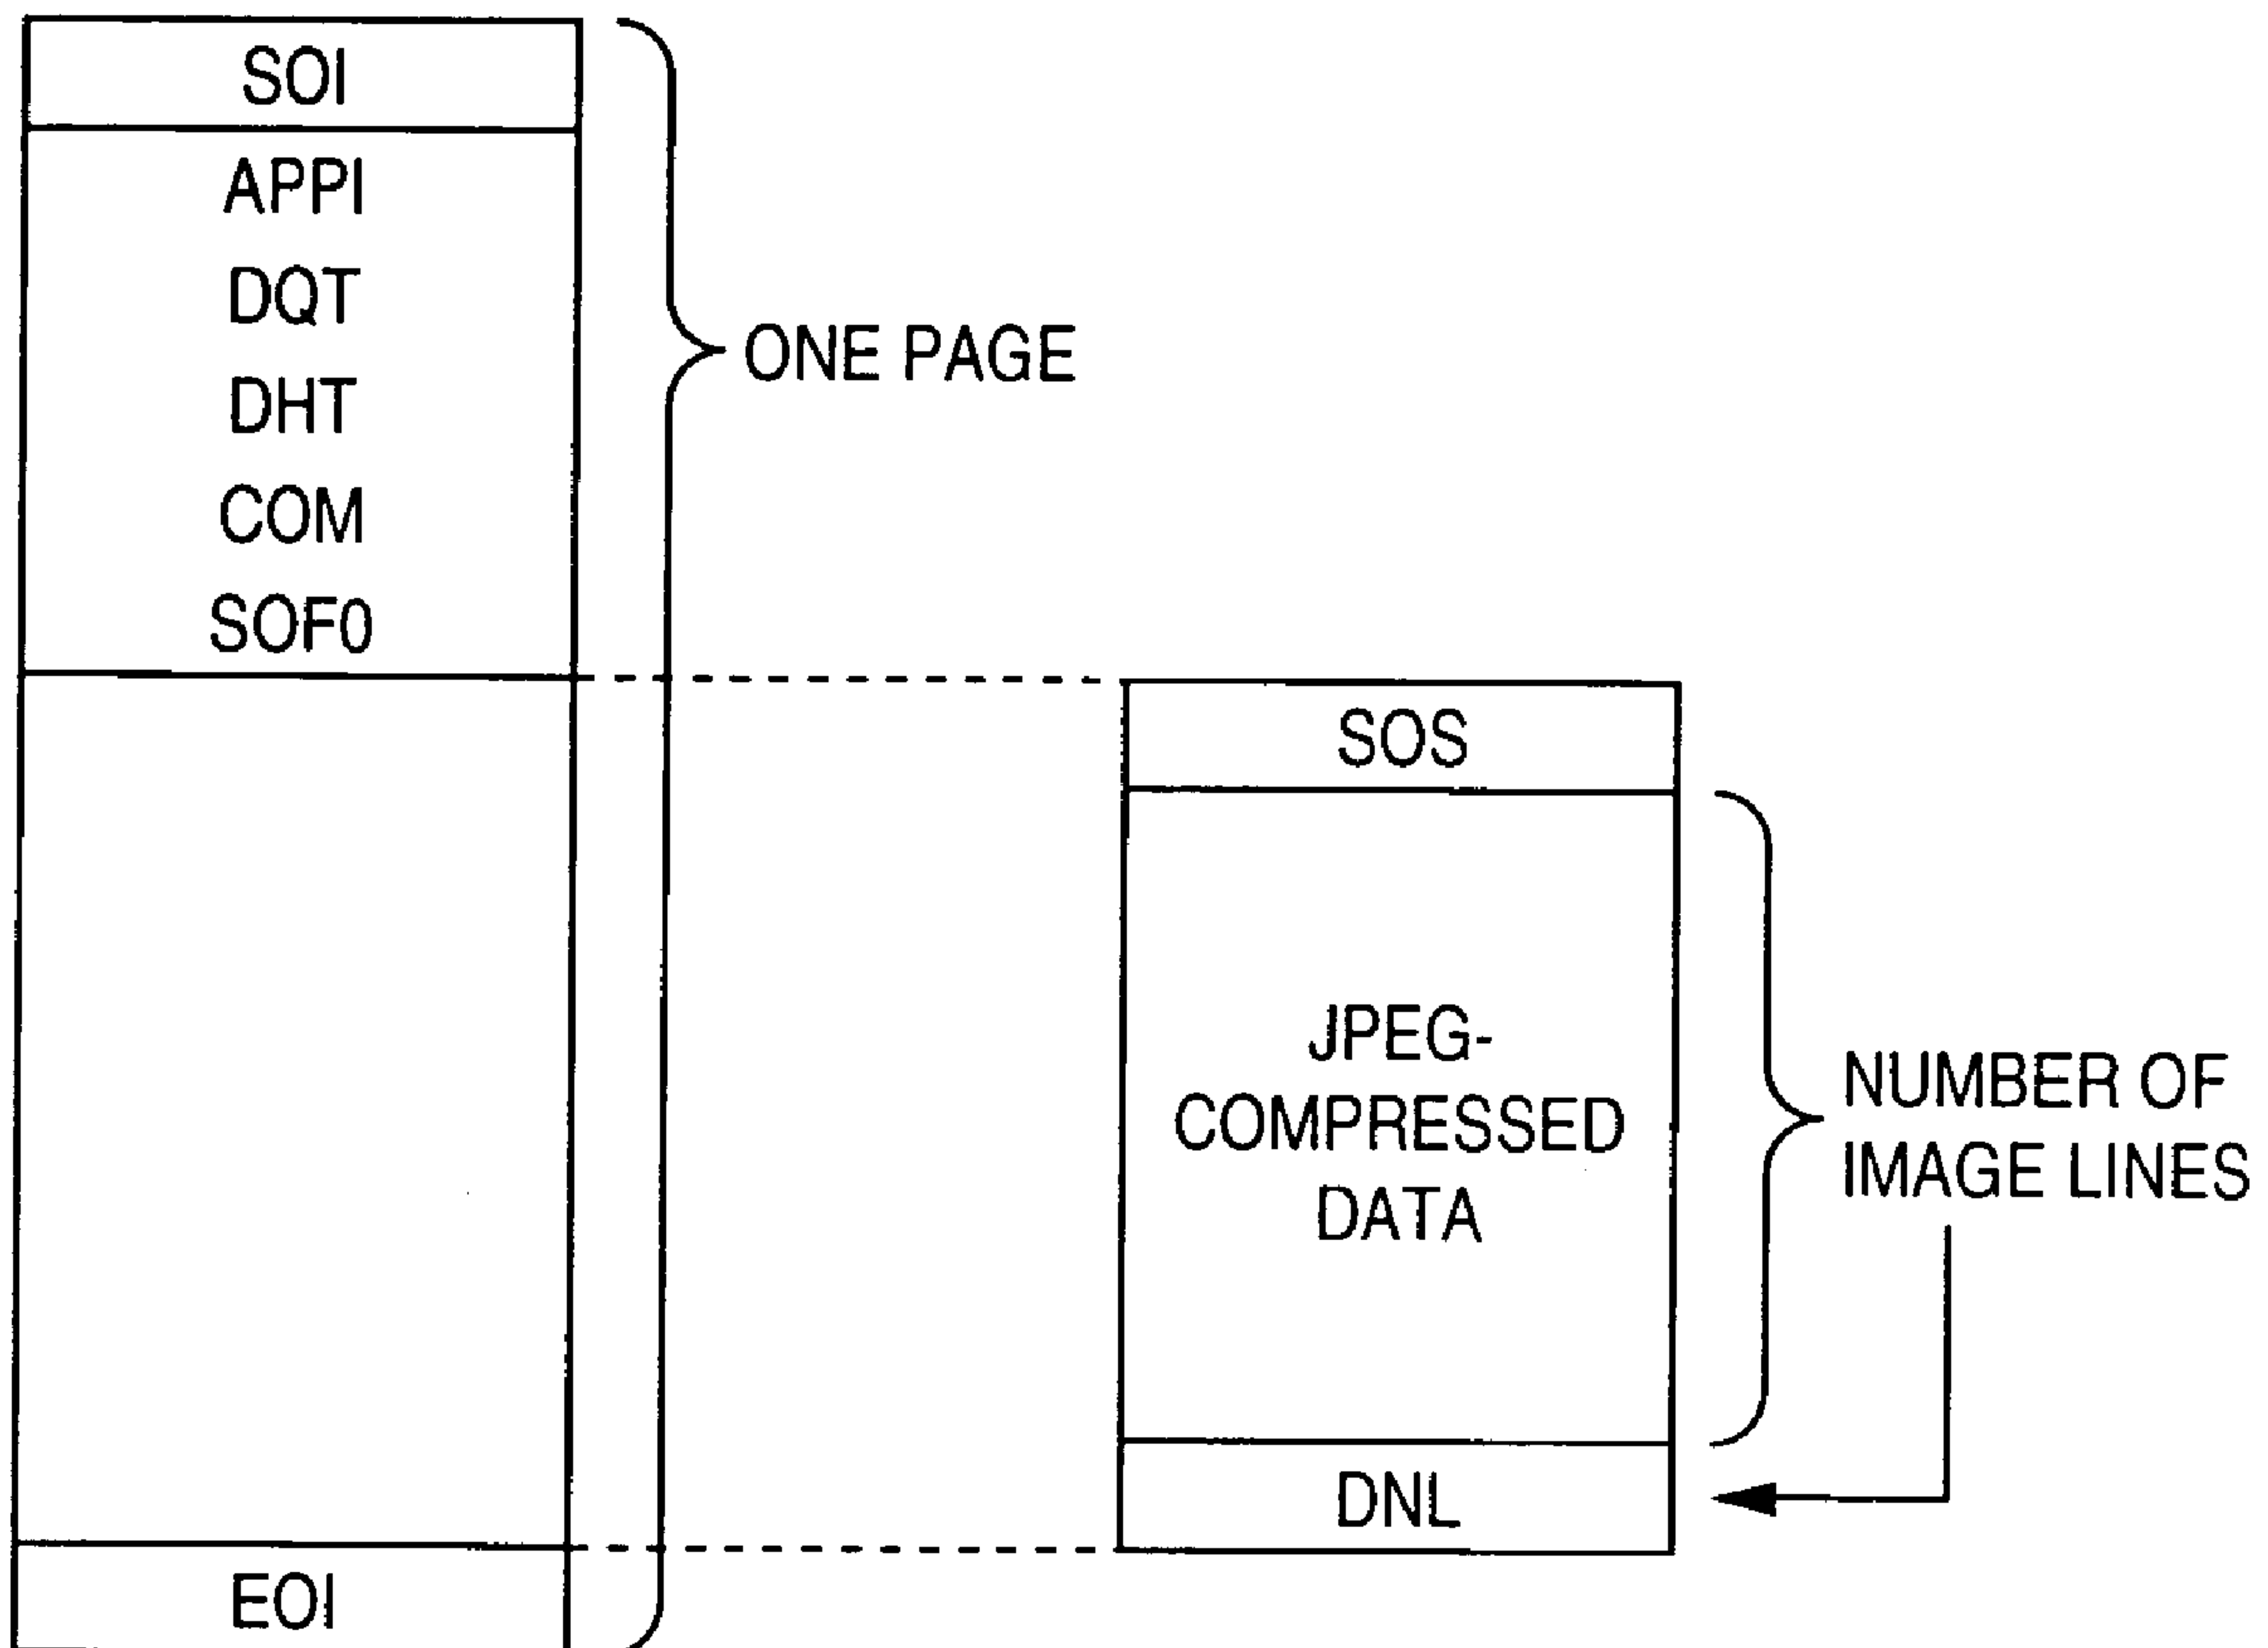 SOI
APPI
DQT
DHT
COM
SOF0
EOI
ONE PAGE
SOS
JPEG-
COMPRESSED
DATA
DNL
NUMBER OF
IMAGE LINES